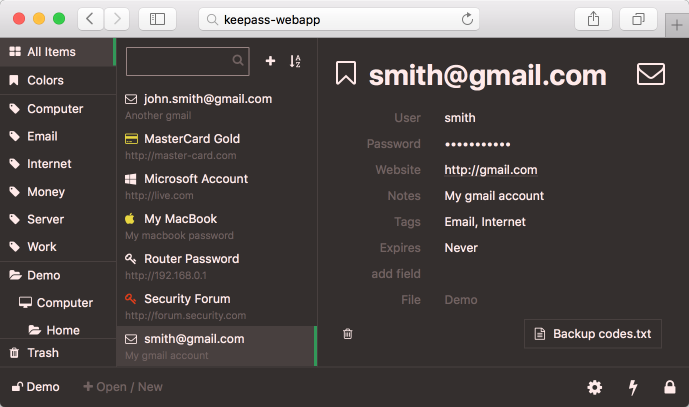 keepass-webapp
All Items
Colors
Computer
Email
Internet
Money
Server
Work
Demo
Computer
Home
Trash
A
Z
john.smith@gmail.com
Another gmail
MasterCard Gold
http://master-card.com
Microsoft Account
http://live.com
My MacBook
My macbook password
Router Password
http://192.168.0.1
Security Forum
http://forum.security.com
smith@gmail.com
My gmail account
smith@gmail.com
User smith
Password •••••••••••
Website http://gmail.com
Notes My gmail account
Tags Email, Internet
Expires Never
add field
File Demo
Backup codes.txt
Demo
+ Open / New